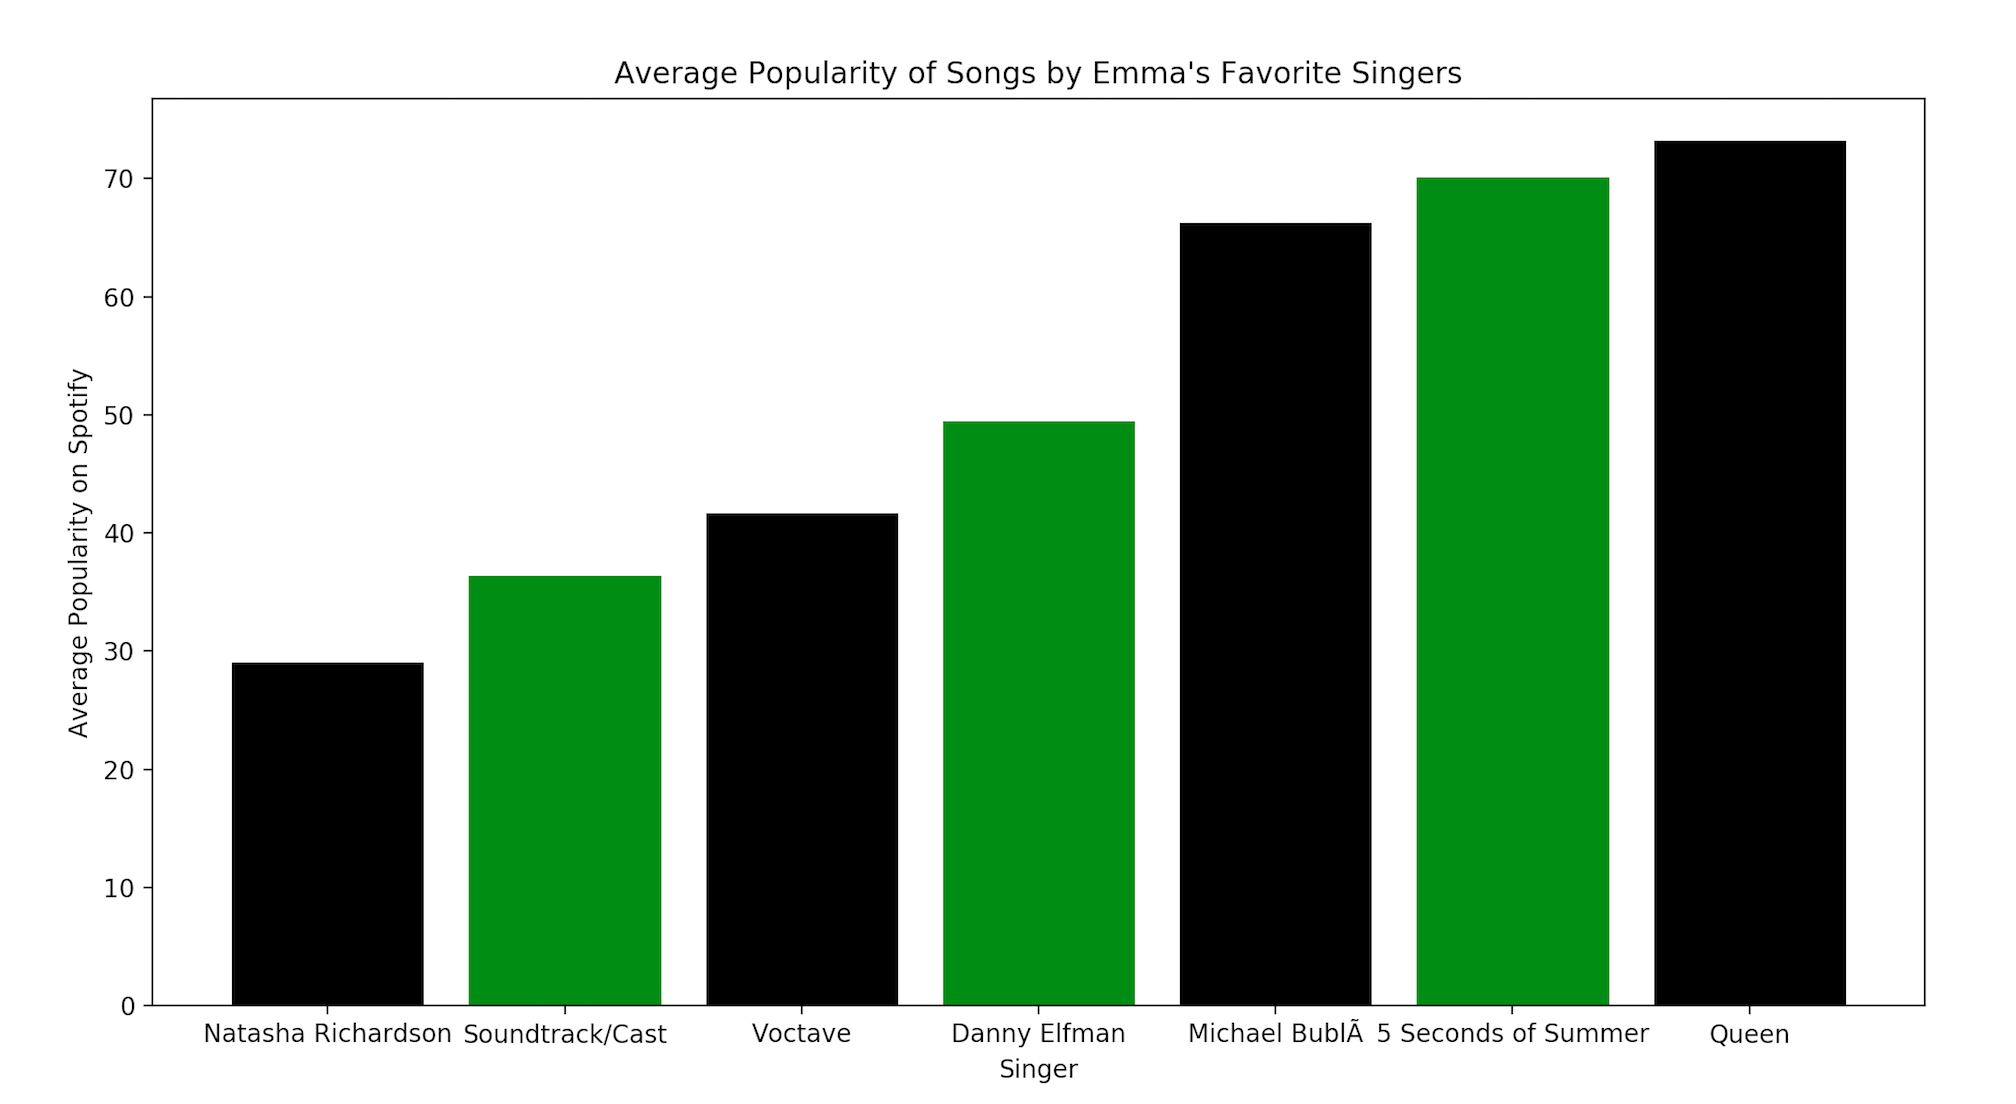 Average Popularity of Songs by Emma's Favorite Singers
Average Popularity on Spotify
70
60
50
40
30
20
10
0
Natasha Richardson Soundtrack/Cast Voctave Danny Elfman Michael BublÃ 5 Seconds of Summer Queen
Singer